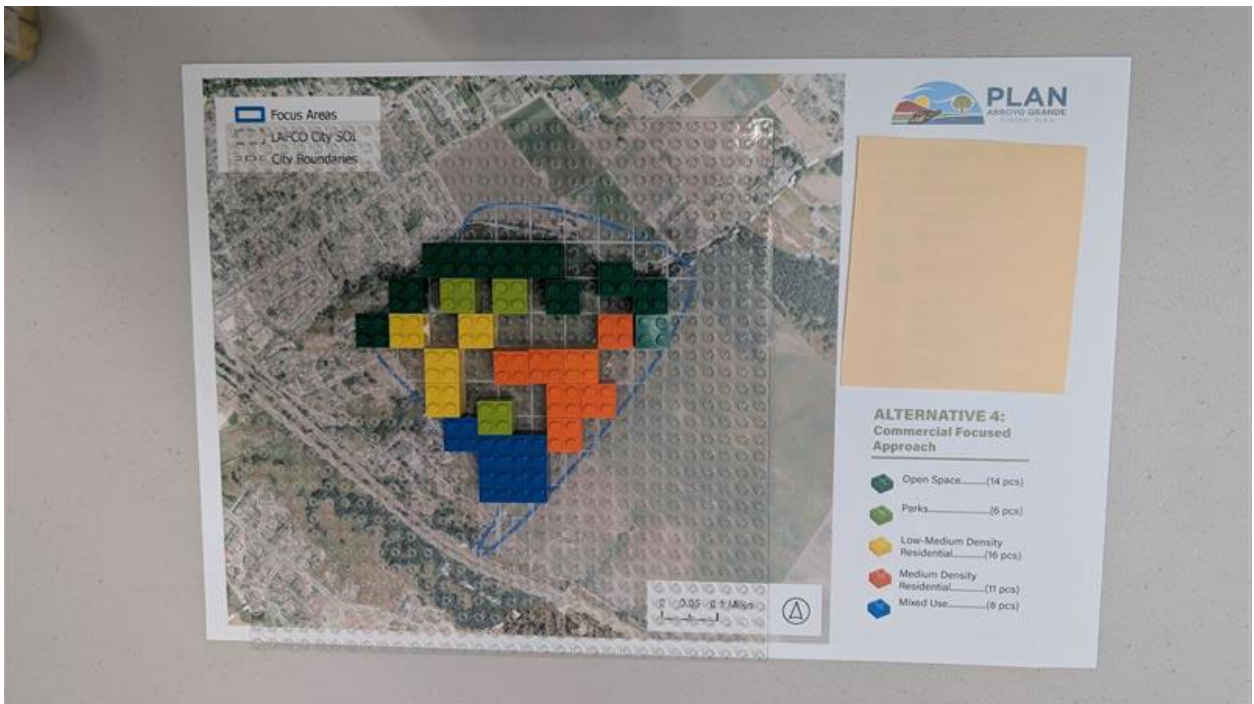 Focus Areas
LAFCO City SOI
City Boundaries
PLAN
ARROYO GRANDE
GENERAL PLAN
ALTERNATIVE 4:
Commercial Focused
Approach
Open Space.........(14 pcs)
Parks....................(6 pcs)
Low-Medium Density
Residential...........(16 pcs)
Medium Density
Residential...........(11 pcs)
Mixed Use............(8 pcs)
0 0.05 0.1 Miles